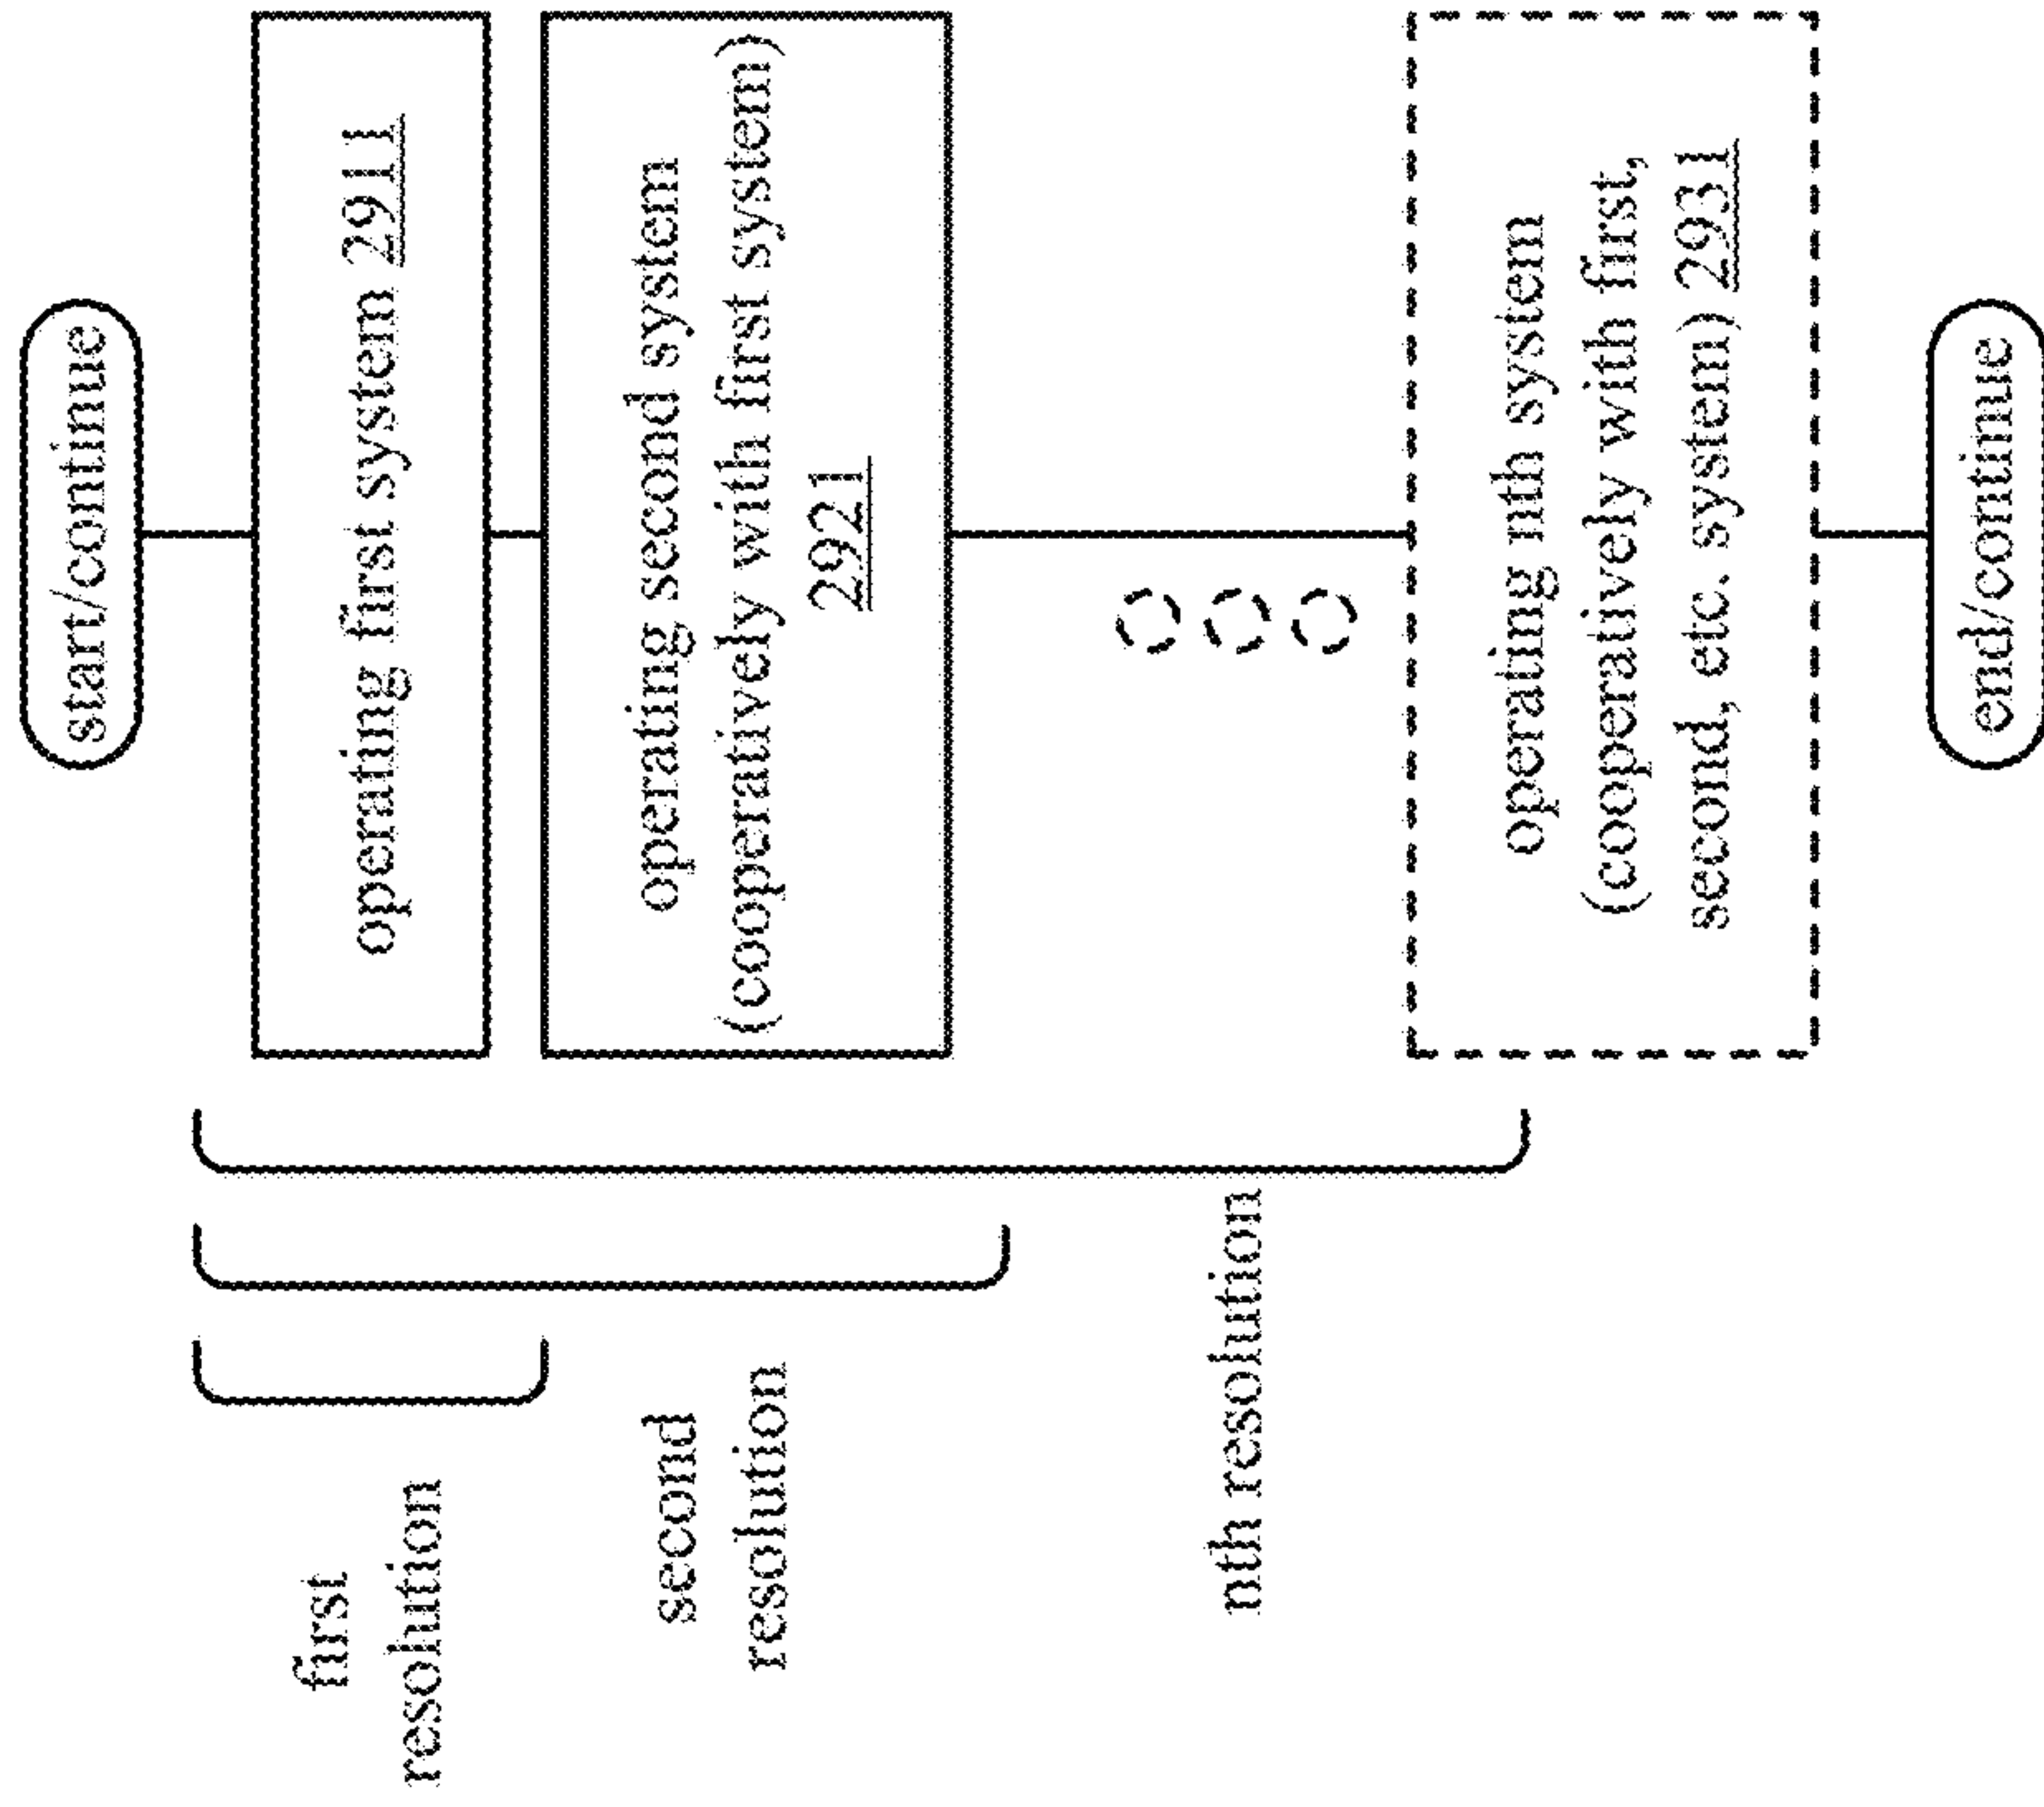 start/continue
operating first system 2911
operating second system
(cooperatively with first system)
2921
operating nth system
(cooperatively with first,
second, etc. system) 2931
end/continue
first
resolution
second
resolution
nth resolution